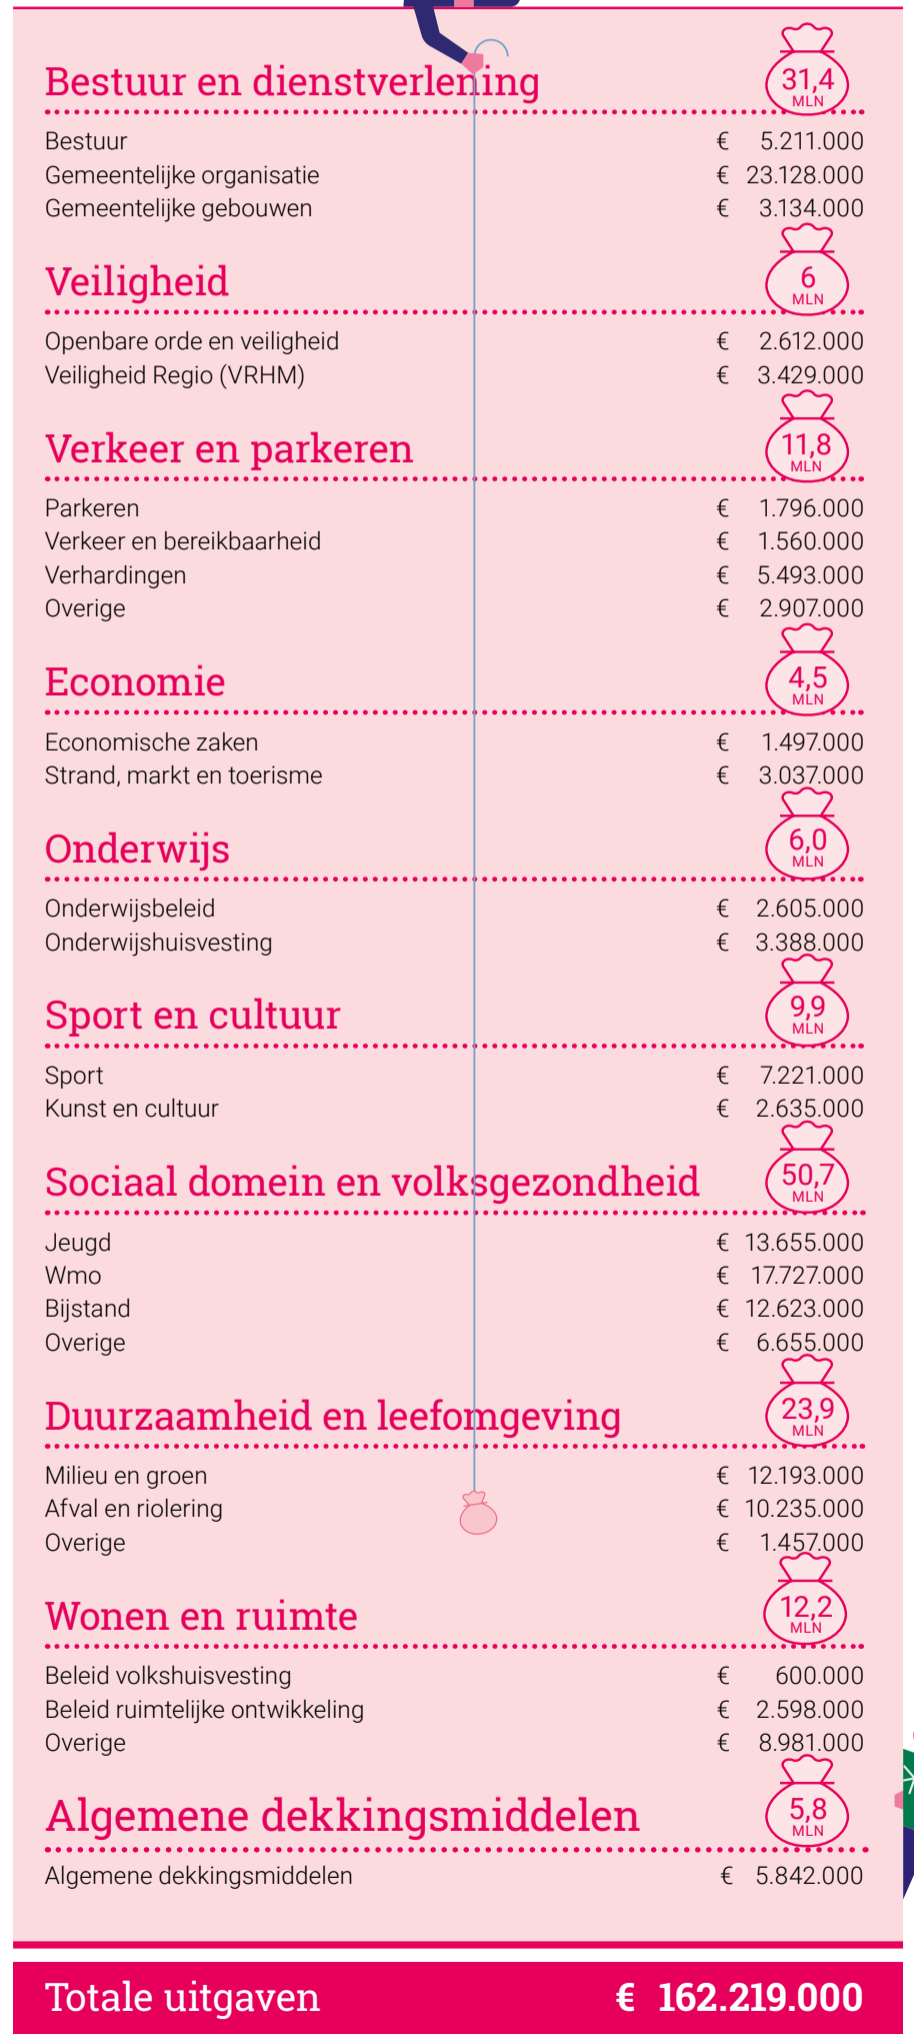 Bestuur en dienstverlening
31,4
MLN
Bestuur € 5.211.000
Gemeentelijke organisatie € 23.128.000
Gemeentelijke gebouwen € 3.134.000
Veiligheid
6
MLN
Openbare orde en veiligheid € 2.612.000
Veiligheid Regio (VRHM) € 3.429.000
Verkeer en parkeren
11,8
MLN
Parkeren € 1.796.000
Verkeer en bereikbaarheid € 1.560.000
Verhardingen € 5.493.000
Overige € 2.907.000
Economie
4,5
MLN
Economische zaken € 1.497.000
Strand, markt en toerisme € 3.037.000
Onderwijs
6,0
MLN
Onderwijsbeleid € 2.605.000
Onderwijshuisvesting € 3.388.000
Sport en cultuur
9,9
MLN
Sport € 7.221.000
Kunst en cultuur € 2.635.000
Sociaal domein en volksgezondheid
50,7
MLN
Jeugd € 13.655.000
Wmo € 17.727.000
Bijstand € 12.623.000
Overige € 6.655.000
Duurzaamheid en leefomgeving
23,9
MLN
Milieu en groen € 12.193.000
Afval en riolering € 10.235.000
Overige € 1.457.000
Wonen en ruimte
12,2
MLN
Beleid volkshuisvesting € 600.000
Beleid ruimtelijke ontwikkeling € 2.598.000
Overige € 8.981.000
Algemene dekkingsmiddelen
5,8
MLN
Algemene dekkingsmiddelen € 5.842.000
Totale uitgaven € 162.219.000